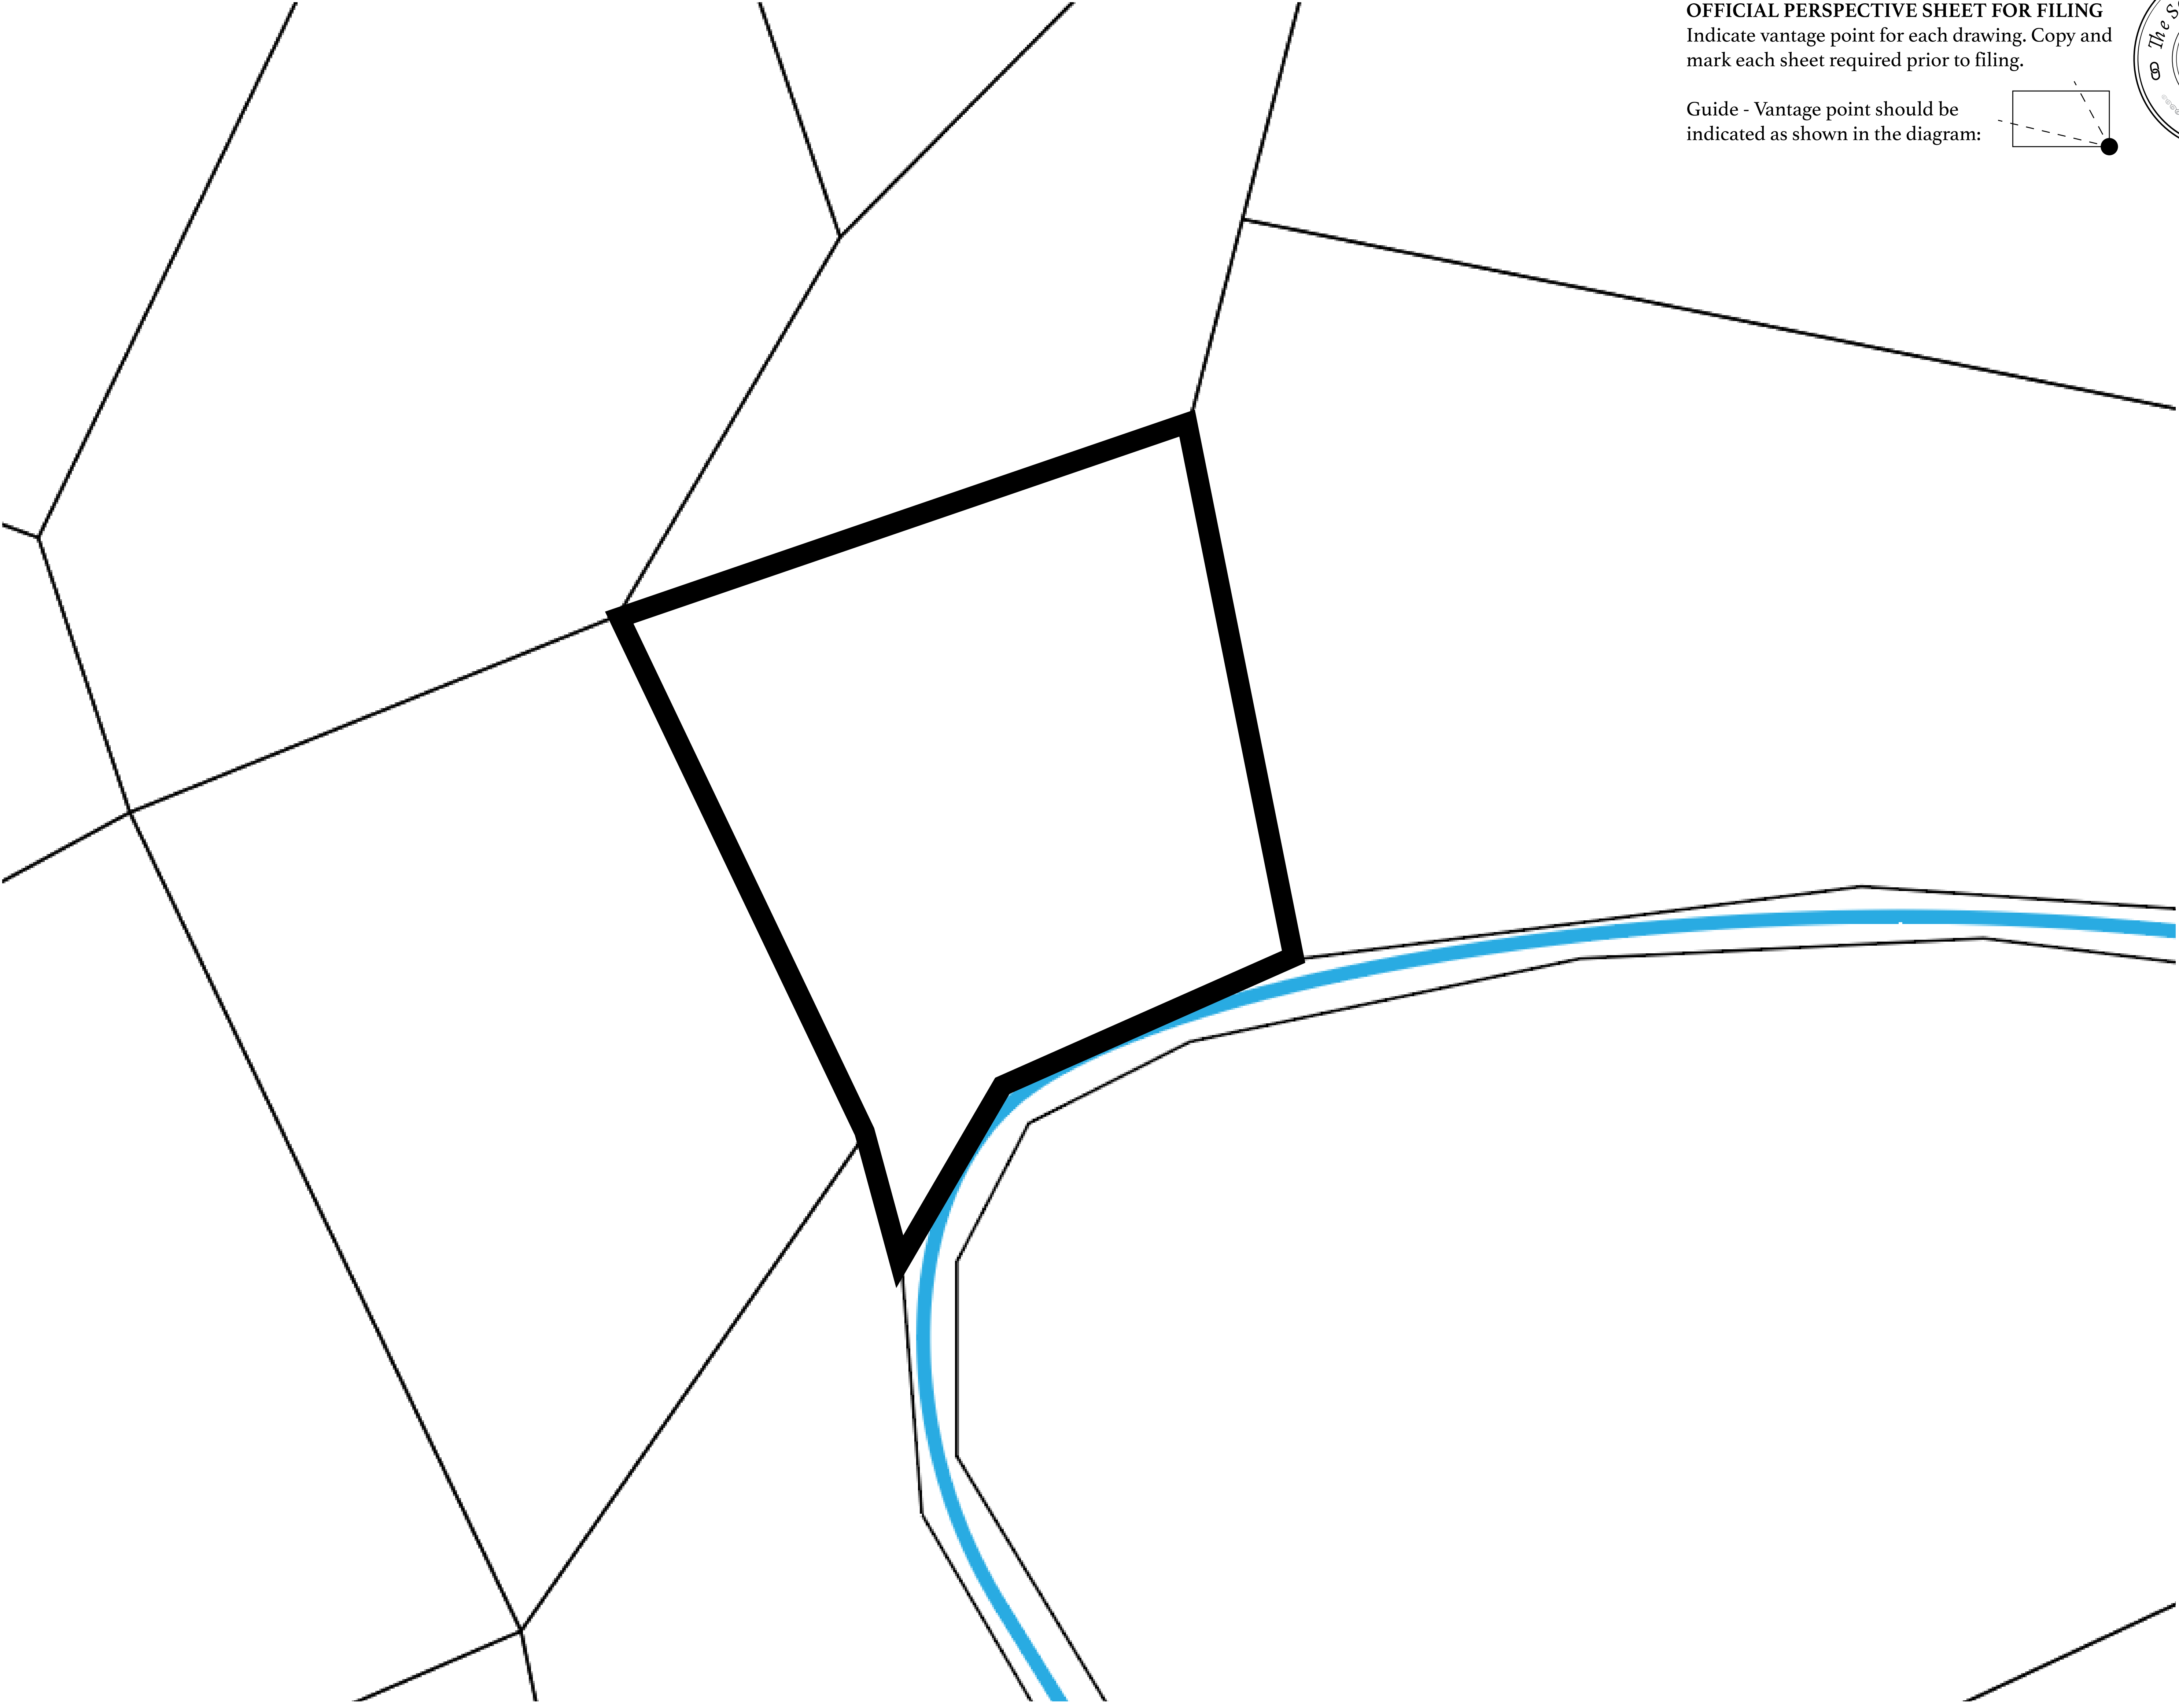 OFFICIAL PERSPECTIVE SHEET FOR FILING
Indicate vantage point for each drawing. Copy and
mark each sheet required prior to filing.
Guide - Vantage point should be
indicated as shown in the diagram:
The